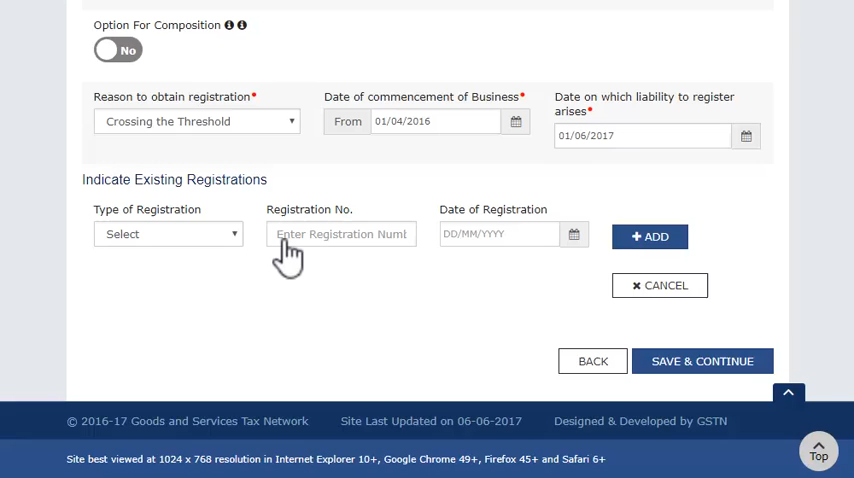 Option For Composition
No
Reason to obtain registration*
Date of commencement of Business*
Date on which liability to register arises*
Crossing the Threshold
From 01/04/2016
01/06/2017
Indicate Existing Registrations
Type of Registration Registration No. Date of Registration
Select
Enter Registration Numb
DD/MM/YYYY
+ ADD
× CANCEL
BACK SAVE & CONTINUE
© 2016-17 Goods and Services Tax Network Site Last Updated on 06-06-2017 Designed & Developed by GSTN
Site best viewed at 1024 x 768 resolution in Internet Explorer 10+, Google Chrome 49+, Firefox 45+ and Safari 6+
Top